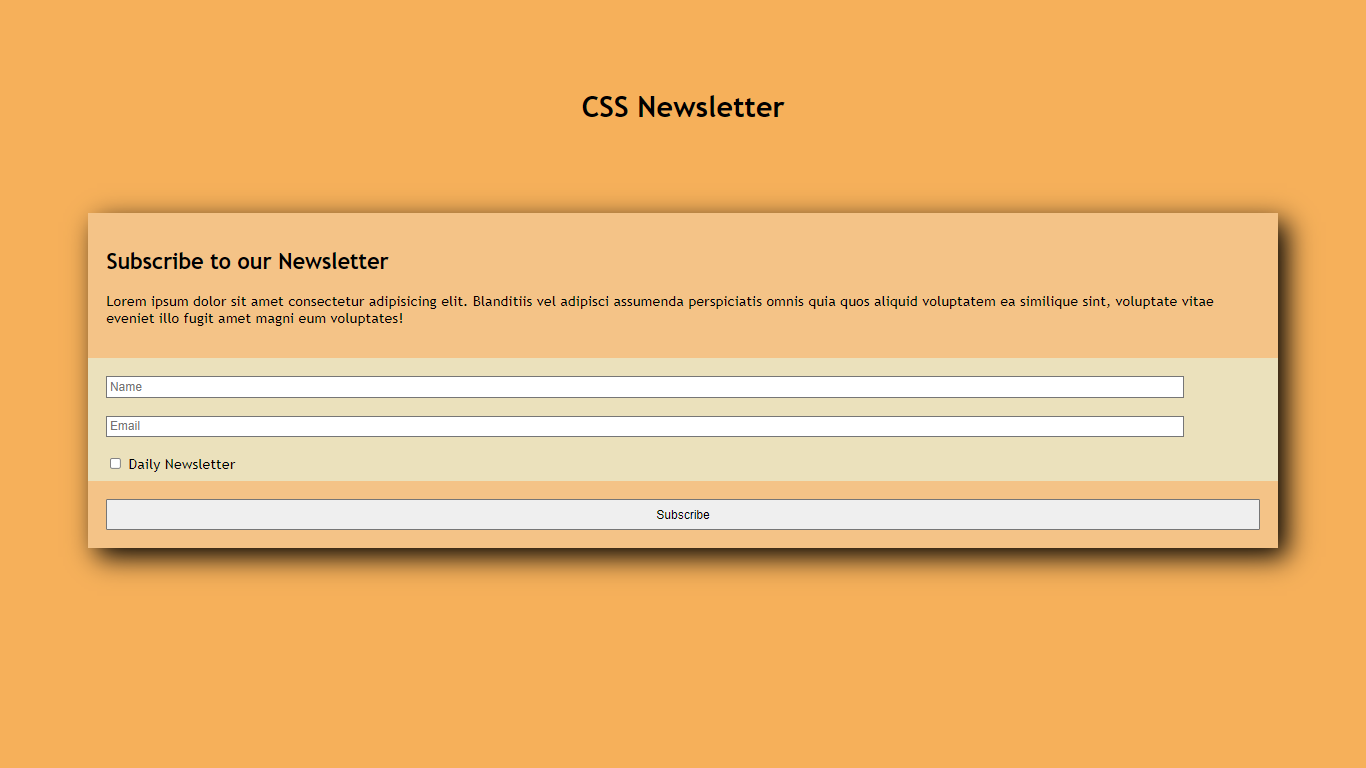 CSS Newsletter
Subscribe to our Newsletter
Lorem ipsum dolor sit amet consectetur adipisicing elit. Blanditiis vel adipisci assumenda perspiciatis omnis quia quos aliquid voluptatem ea similique sint, voluptate vitae
eveniet illo fugit amet magni eum voluptates!
Name
Email
Daily Newsletter
Subscribe